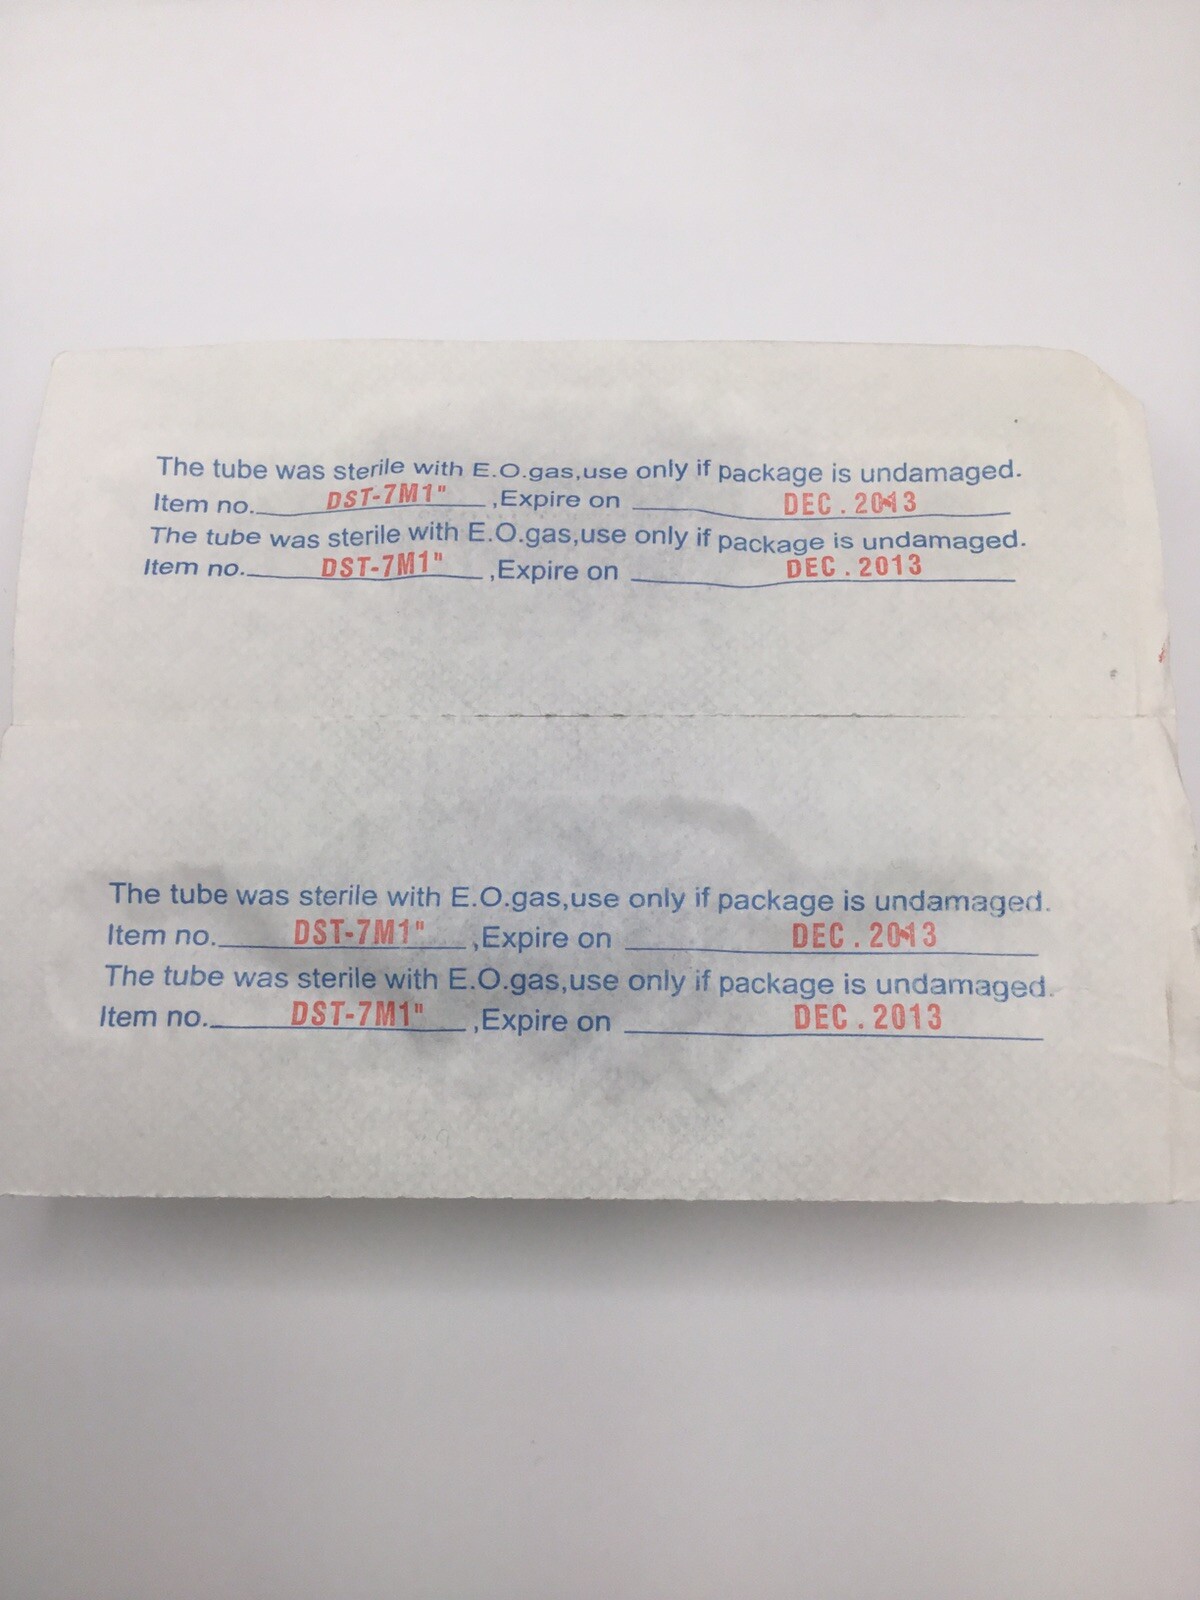 The tube was sterile with E.O.gas,use only if package is undamaged.
Item no. DST-7M1" ,Expire on DEC . 2013
The tube was sterile with E.O.gas,use only if package is undamaged.
Item no. DST-7M1" ,Expire on DEC . 2013
The tube was sterile with E.O.gas,use only if package is undamaged.
Item no. DST-7M1" ,Expire on DEC . 2013
The tube was sterile with E.O.gas,use only if package is undamaged.
Item no. DST-7M1" ,Expire on DEC . 2013